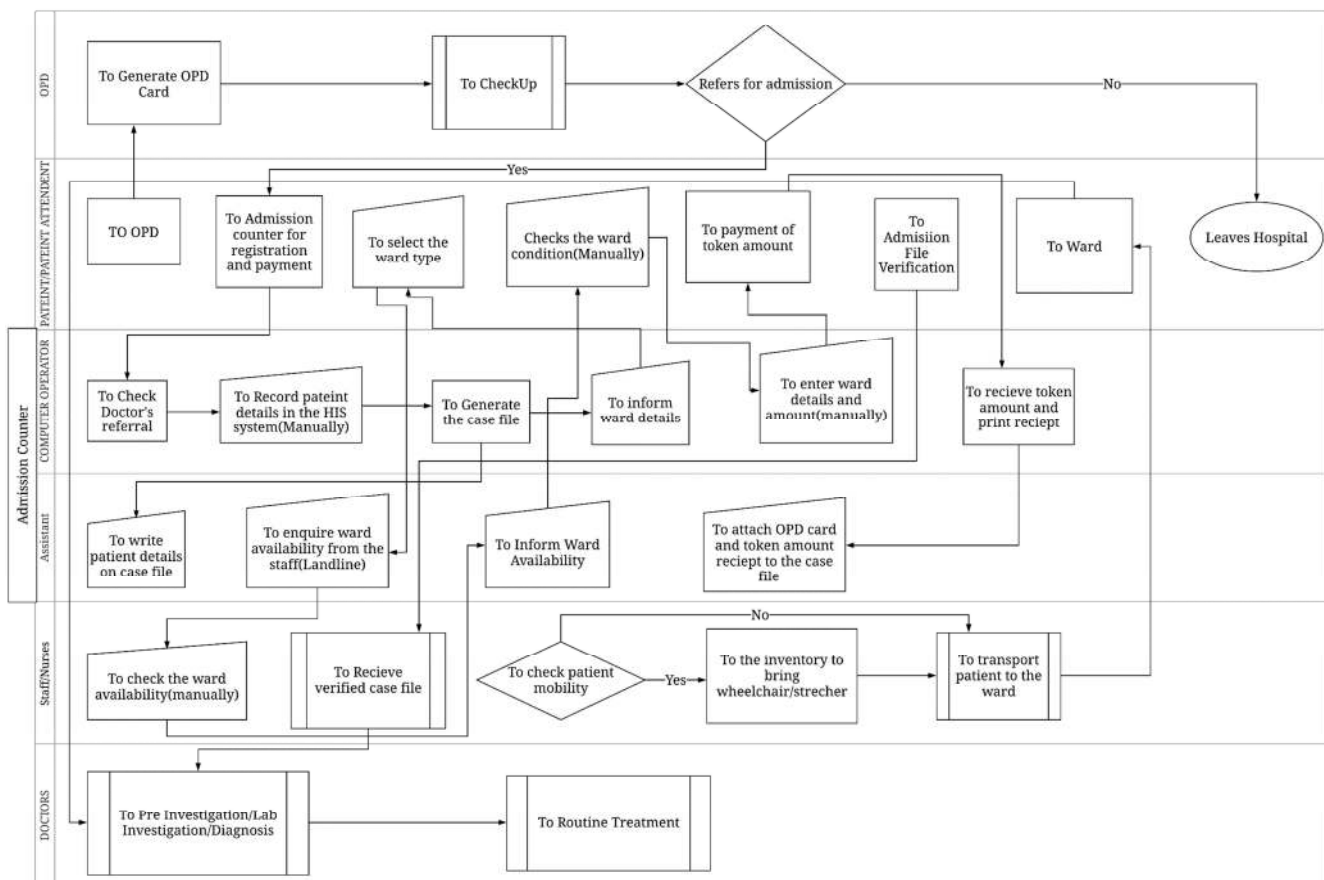 OPD
To Generate OPD
Card
To CheckUp
Refers for admission
No
Yes
PATEINT/PATEINT ATTENDENT
TO OPD
To Admission
counter for
registration
and payment
To select the
ward type
Checks the ward
condition(Manually)
To payment of
token amount
To
Admisiion
File
Verification
To Ward
Leaves Hospital
Admission Counter
COMPUTER OPERATOR
To Check
Doctor's
referral
To Record pateint
details in the HIS
system(Manually)
To Generate
the case file
To inform
ward details
To enter ward
details and
amount(manually)
To recieve token
amount and
print reciept
Assistant
To write
patient details
on case file
To enquire ward
availability from the
staff(Landline)
To Inform Ward
Availability
To attach OPD card
and token amount
reciept to the case
file
Staff/Nurses
To check the ward
availability(manually)
To Recieve
verified case file
To check patient
mobility
No
Yes
To the inventory to
bring
wheelchair/strecher
To transport
patient to the
ward
DOCTORS
To Pre Investigation/Lab
Investigation/Diagnosis
To Routine Treatment